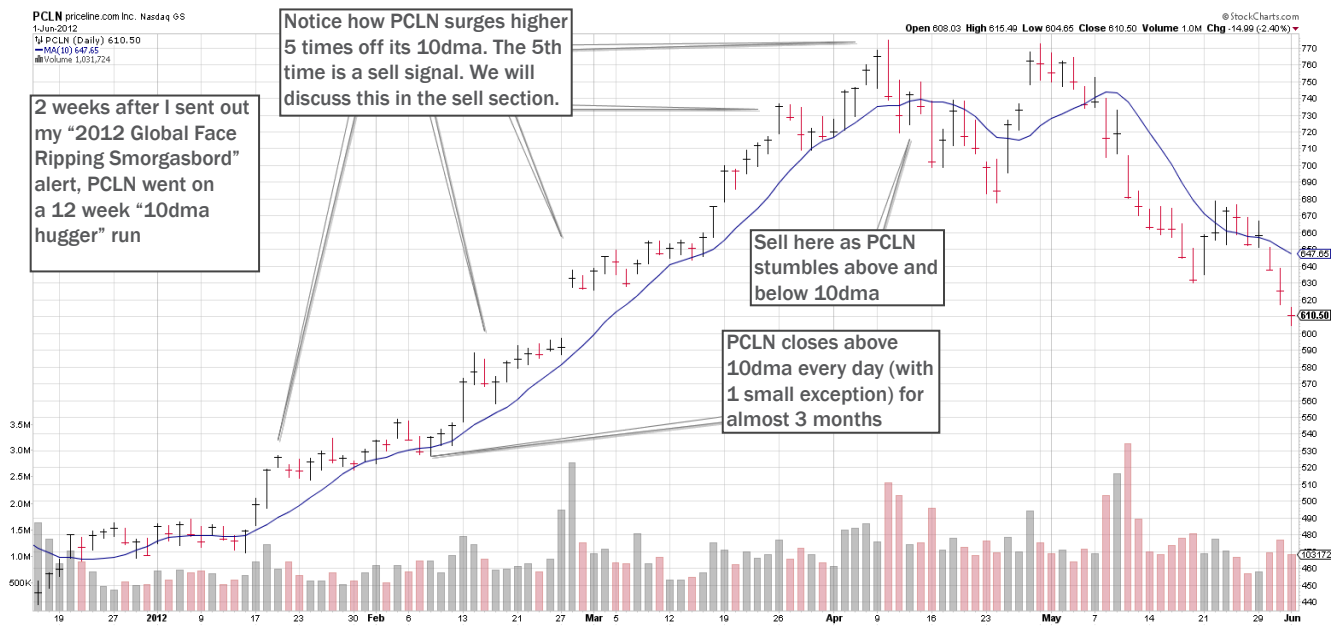 PCLN priceline.com Inc. Nasdaq GS
© StockCharts.com
1-Jun-2012
Open 608.03 High 615.49 Low 604.65 Close 610.50 Volume 1.0M Chg -14.99 (-2.40%)
PCLN (Daily) 610.50
MA(10) 647.65
Volume 1,031,724
Notice how PCLN surges higher
5 times off its 10dma. The 5th
time is a sell signal. We will
discuss this in the sell section.
2 weeks after I sent out
my “2012 Global Face
Ripping Smorgasbord”
alert, PCLN went on
a 12 week “10dma
hugger” run
Sell here as PCLN
stumbles above and
below 10dma
PCLN closes above
10dma every day (with
1 small exception) for
almost 3 months
770
760
750
740
730
720
710
700
690
680
670
660
650
647.65
640
630
620
610.50
600
590
580
570
560
550
540
530
520
510
500
490
480
470
1031724
460
450
440
3.5M
3.0M
2.5M
2.0M
1.5M
1.0M
500K
19 27 2012 9 17 23 30 Feb 6 13 21 27 Mar 5 12 19 26 Apr 9 16 23 May 7 14 21 29 Jun